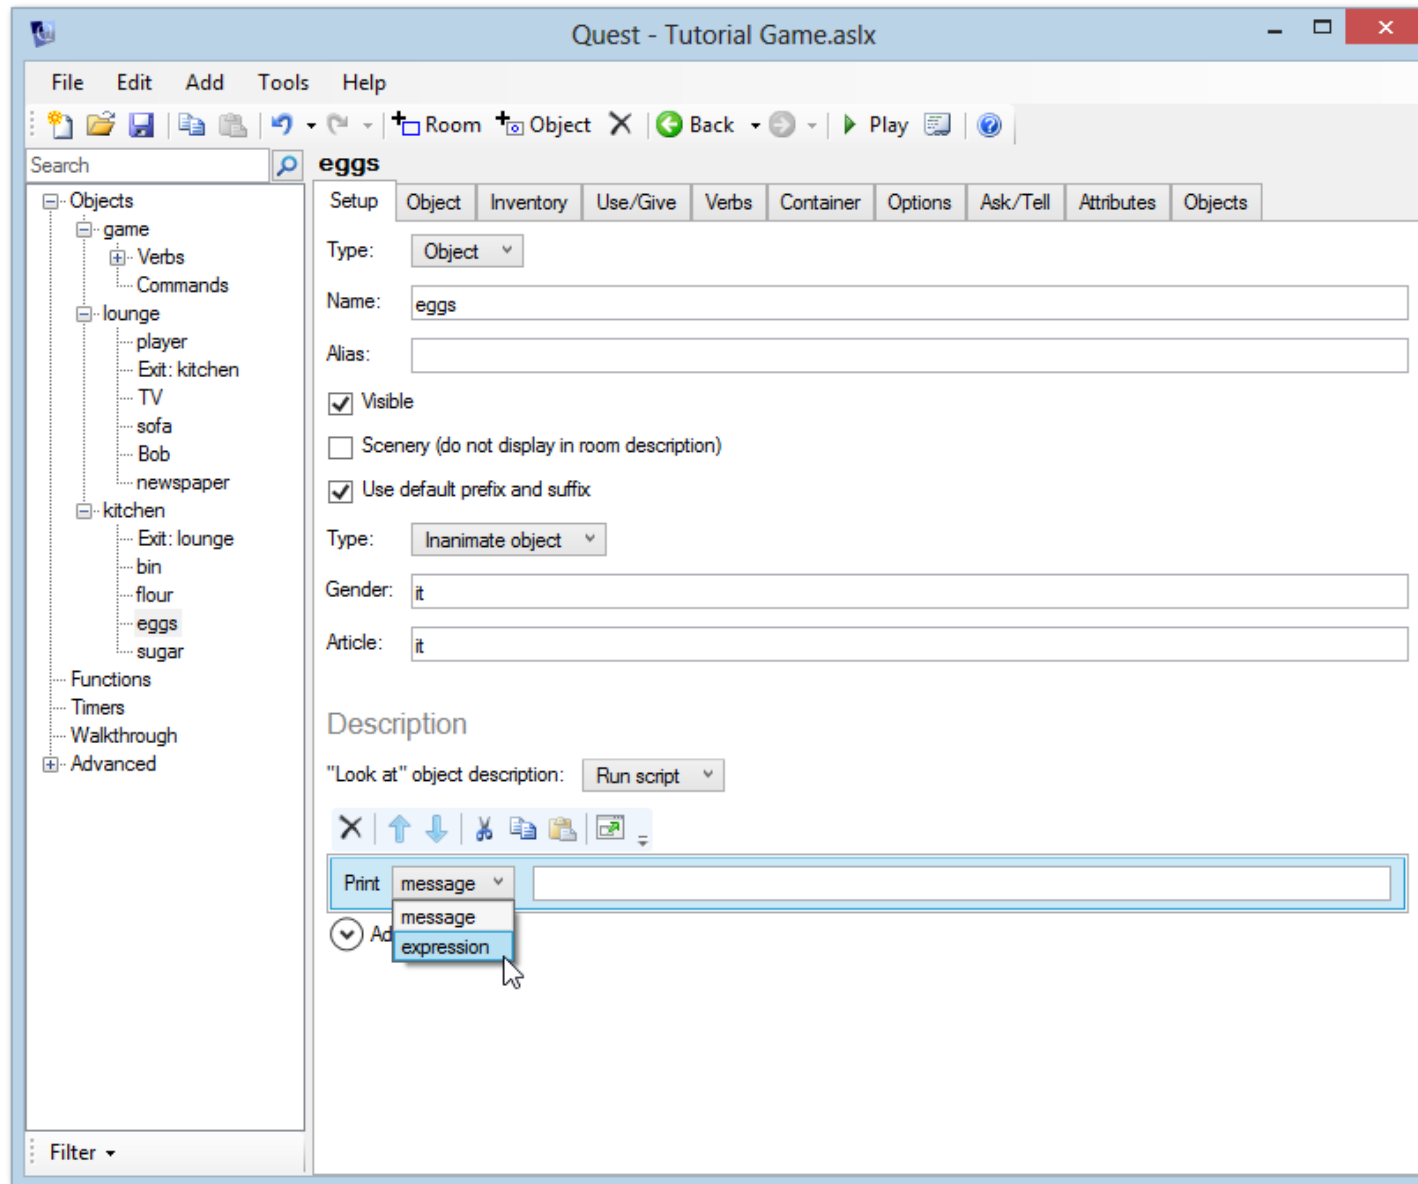 Quest - Tutorial Game.aslx
File Edit Add Tools Help
Room Object Back Play
Search
eggs
Objects
game
Verbs
Commands
lounge
player
Exit: kitchen
TV
sofa
Bob
newspaper
kitchen
Exit: lounge
bin
flour
eggs
sugar
Functions
Timers
Walkthrough
Advanced
Filter
Setup Object Inventory Use/Give Verbs Container Options Ask/Tell Attributes Objects
Type: Object
Name: eggs
Alias:
Visible
Scenery (do not display in room description)
Use default prefix and suffix
Type: Inanimate object
Gender: it
Article: it
Description
"Look at" object description: Run script
Print message
message
Ad
expression